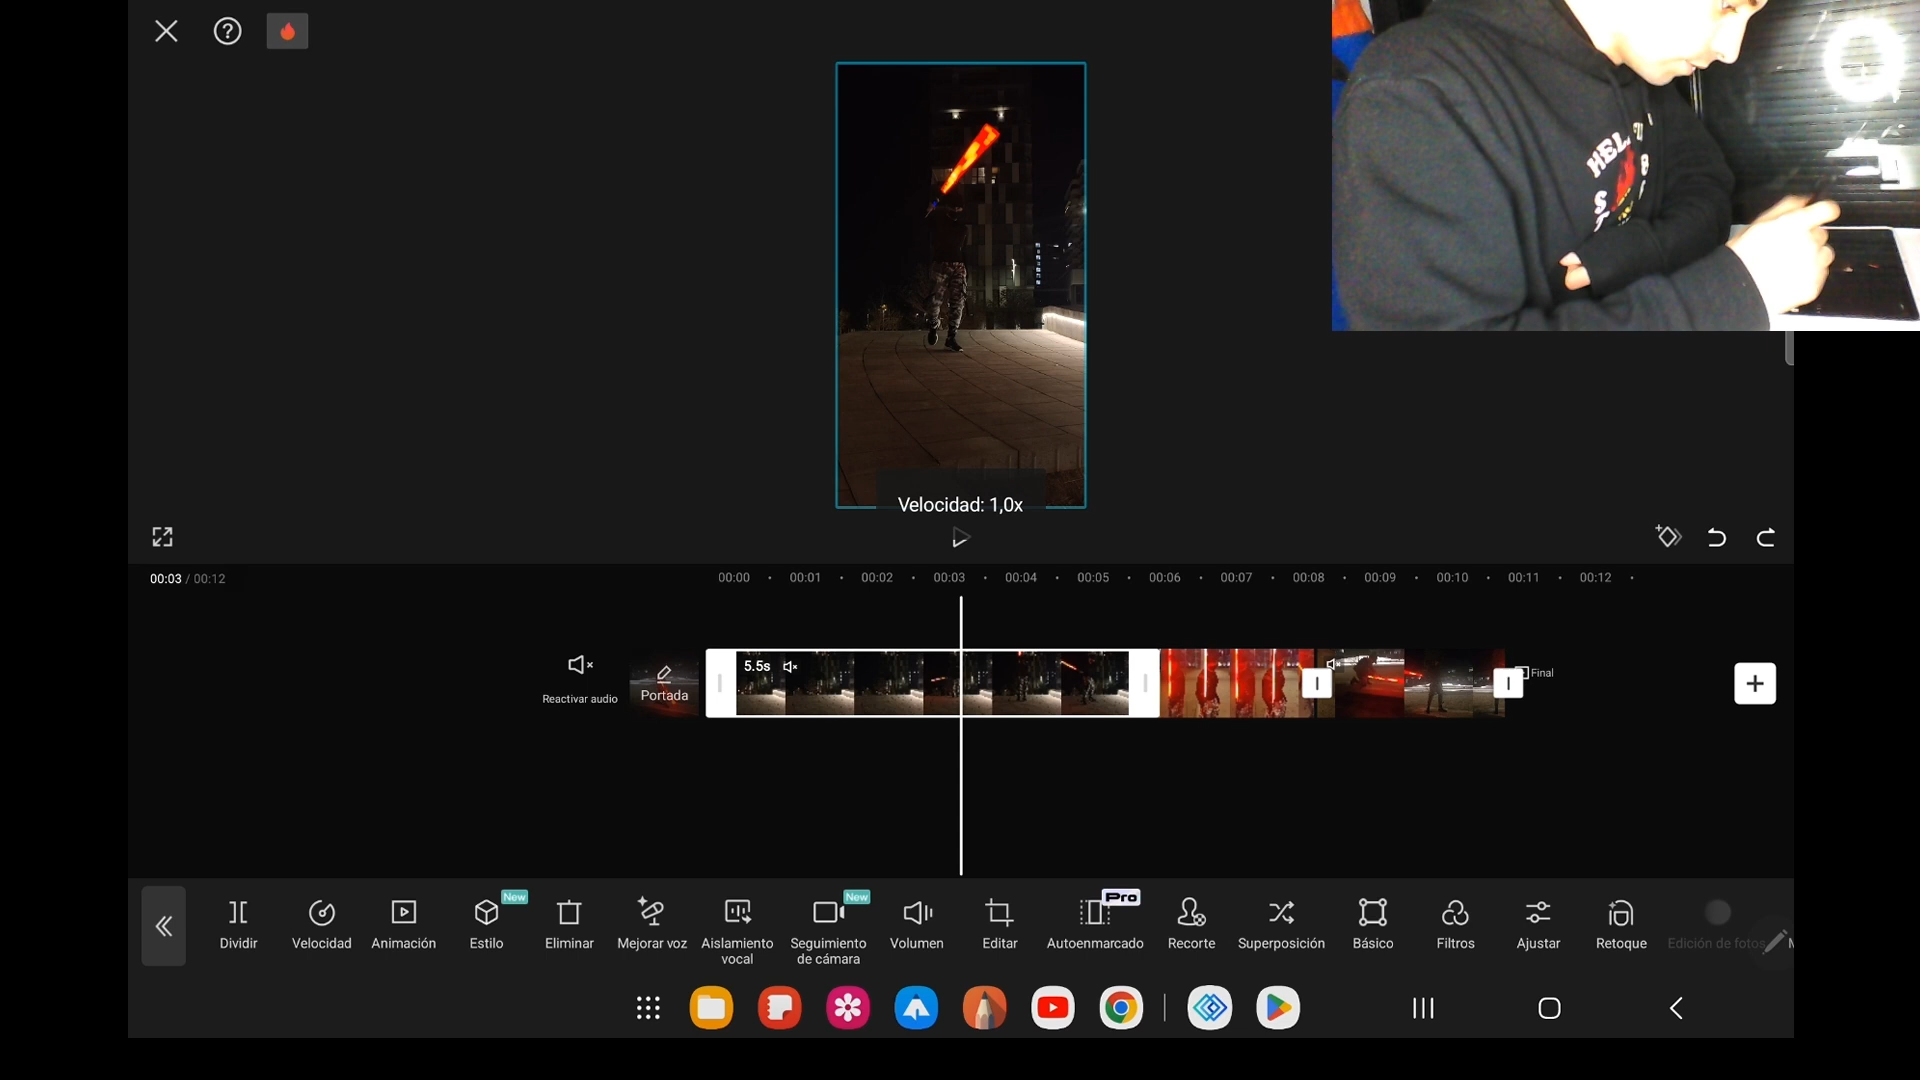 HEL
S
Velocidad: 1,0x
00:03 / 00:12
00:00
00:01
00:02
00:03
00:04
00:05
00:06
00:07
00:08
00:09
00:10
00:11
00:12
Reactivar audio
Portada
5.5s
Final
Dividir
Velocidad
Animación
New
Estilo
Eliminar
Mejorar voz
Aislamiento
vocal
New
Seguimiento
de cámara
Volumen
Editar
Pro
Autoenmarcado
Recorte
Superposición
Básico
Filtros
Ajustar
Retoque
Edición de fotos
M